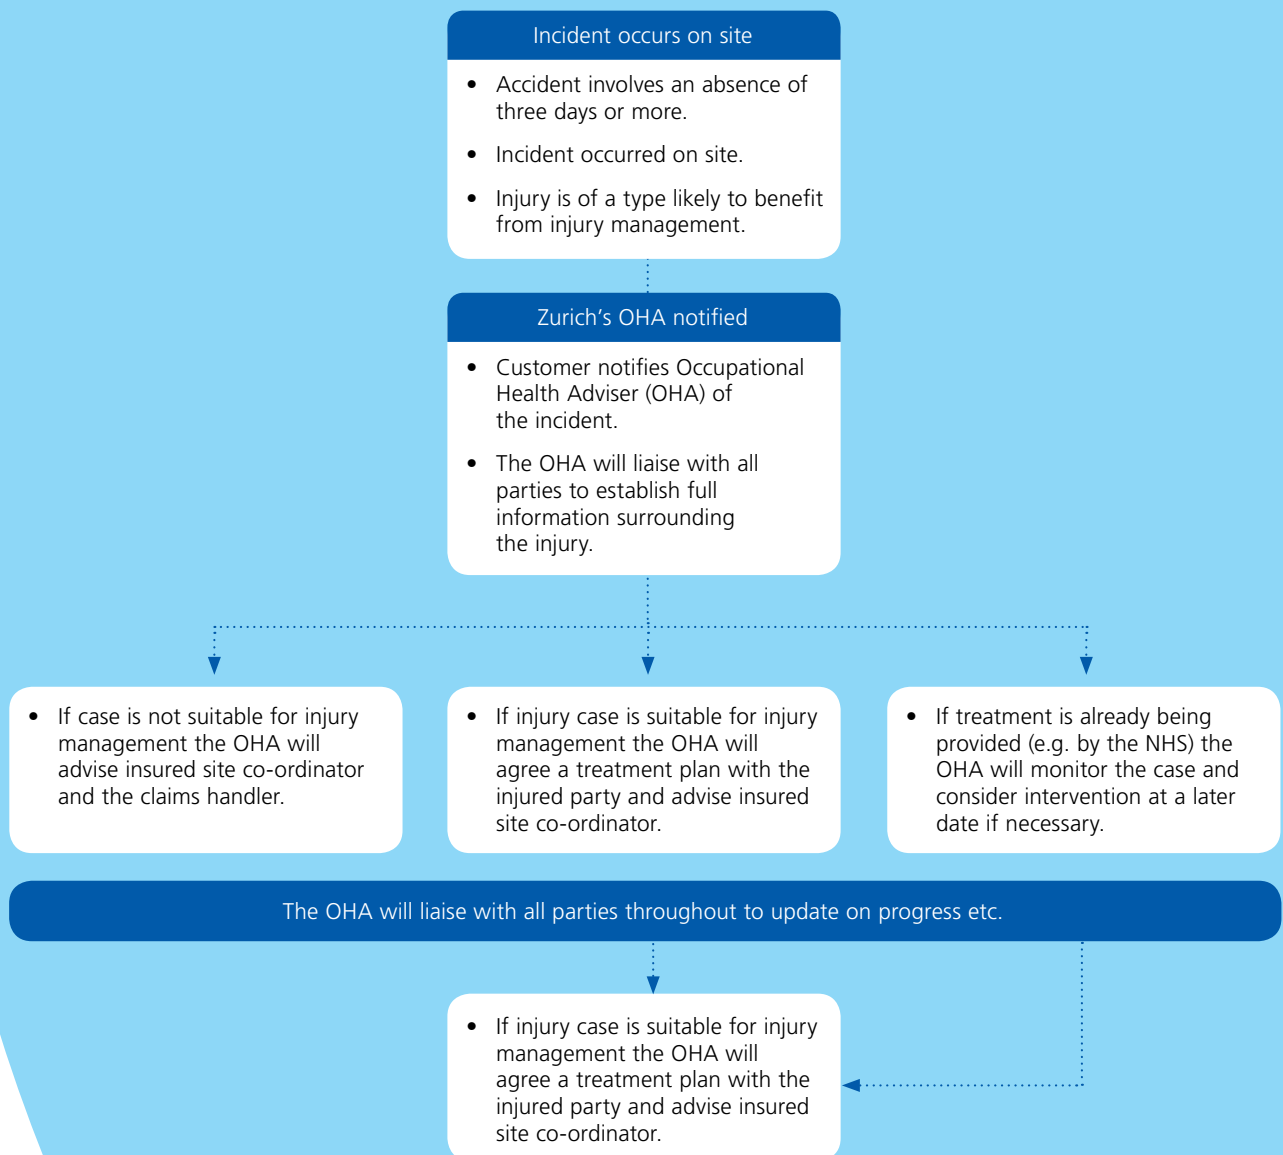 Incident occurs on site
• Accident involves an absence of
three days or more.
• Incident occurred on site.
• Injury is of a type likely to benefit
from injury management.
Zurich’s OHA notified
• Customer notifies Occupational
Health Adviser (OHA) of
the incident.
• The OHA will liaise with all
parties to establish full
information surrounding
the injury.
• If case is not suitable for injury
management the OHA will
advise insured site co-ordinator
and the claims handler.
• If injury case is suitable for injury
management the OHA will
agree a treatment plan with the
injured party and advise insured
site co-ordinator.
• If treatment is already being
provided (e.g. by the NHS) the
OHA will monitor the case and
consider intervention at a later
date if necessary.
The OHA will liaise with all parties throughout to update on progress etc.
• If injury case is suitable for injury
management the OHA will
agree a treatment plan with the
injured party and advise insured
site co-ordinator.